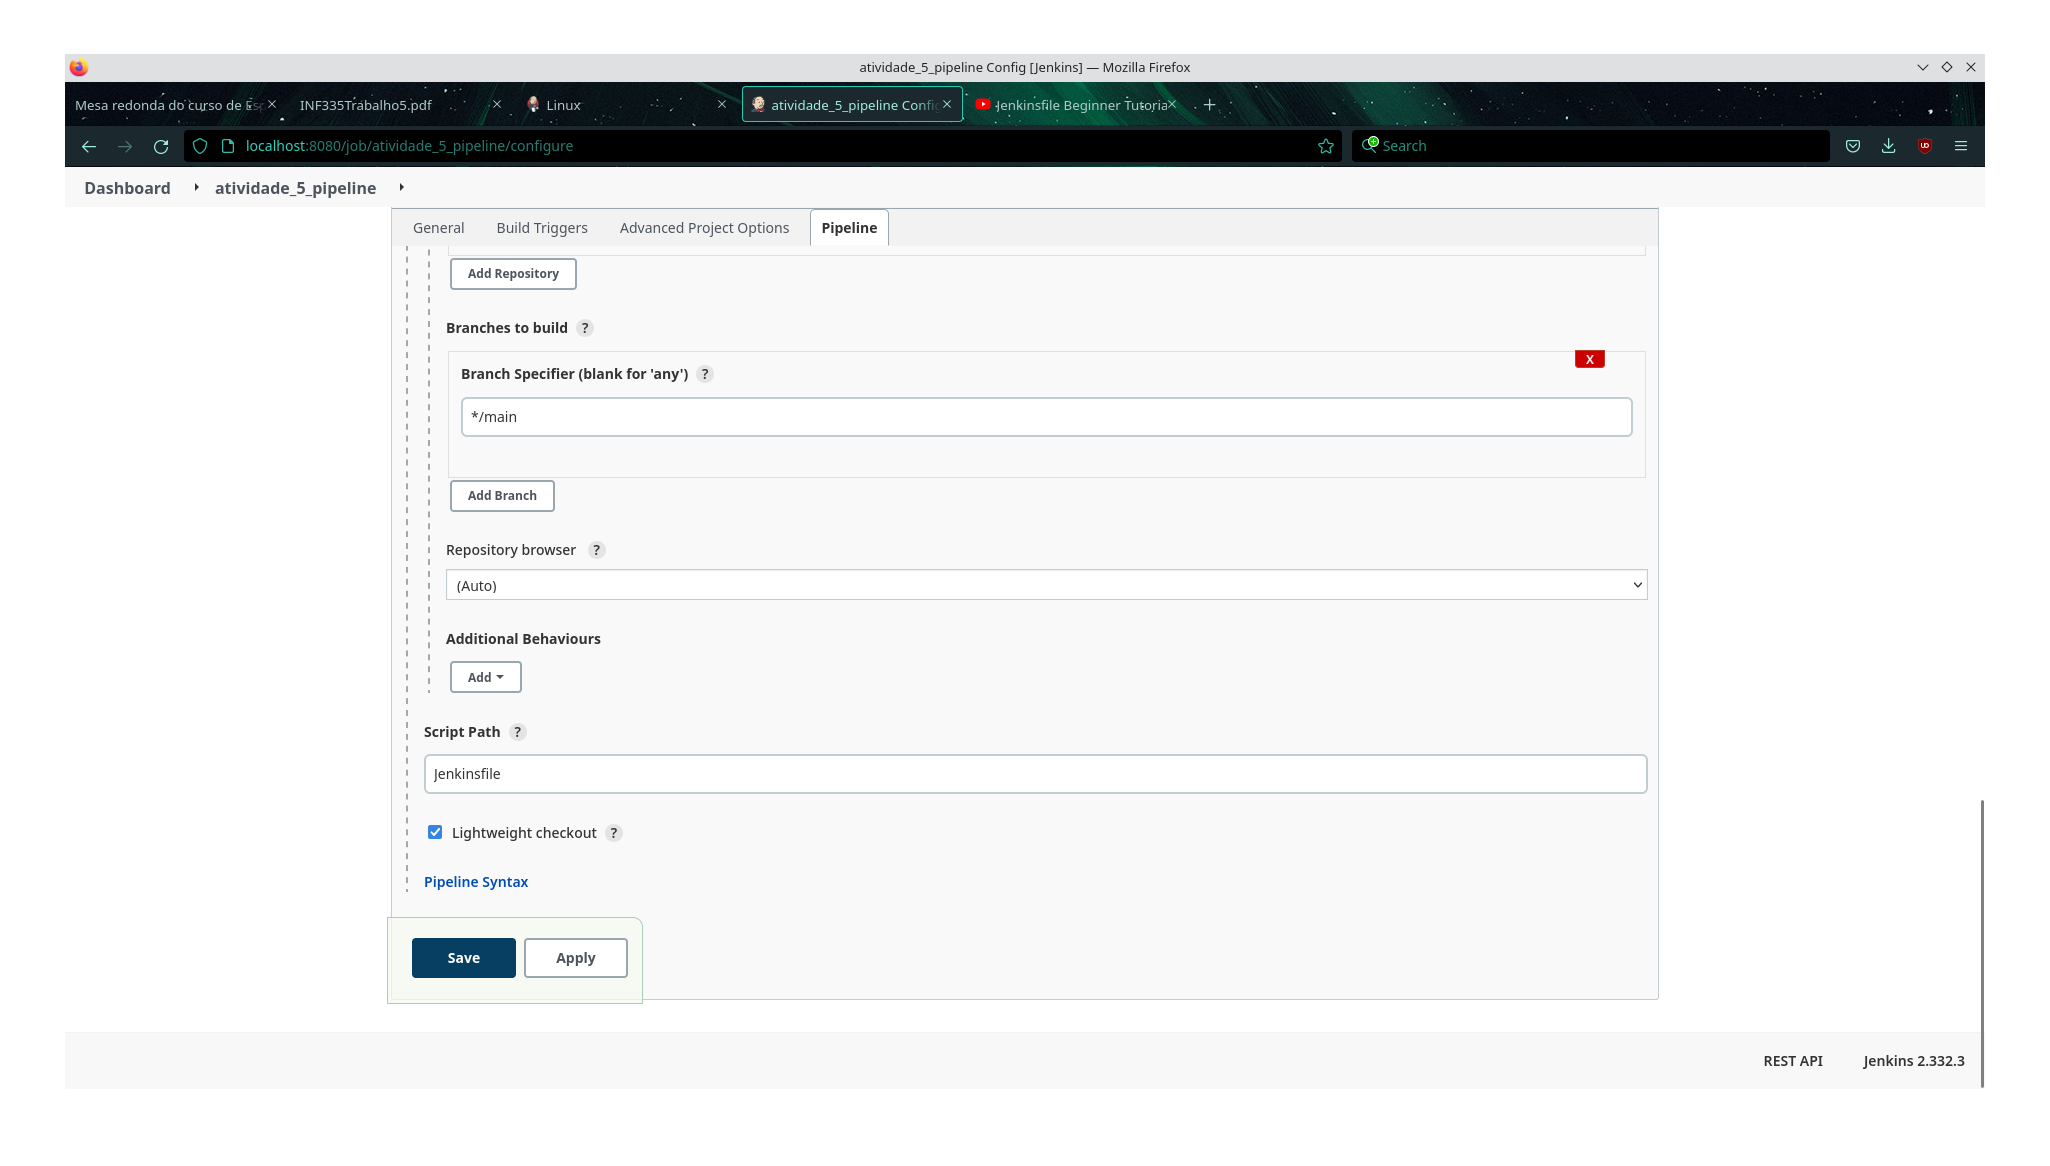 atividade_5_pipeline Config [Jenkins] — Mozilla Firefox
Mesa redonda do curso de Esp
INF335Trabalho5.pdf
Linux
atividade_5_pipeline Config
Jenkinsfile Beginner Tutoria
localhost:8080/job/atividade_5_pipeline/configure
Search
Dashboard
atividade_5_pipeline
General Build Triggers Advanced Project Options Pipeline
Add Repository
Branches to build ?
X
Branch Specifier (blank for 'any') ?
*/main
Add Branch
Repository browser ?
(Auto)
Additional Behaviours
Add
Script Path ?
Jenkinsfile
Lightweight checkout ?
Pipeline Syntax
Save Apply
REST API Jenkins 2.332.3